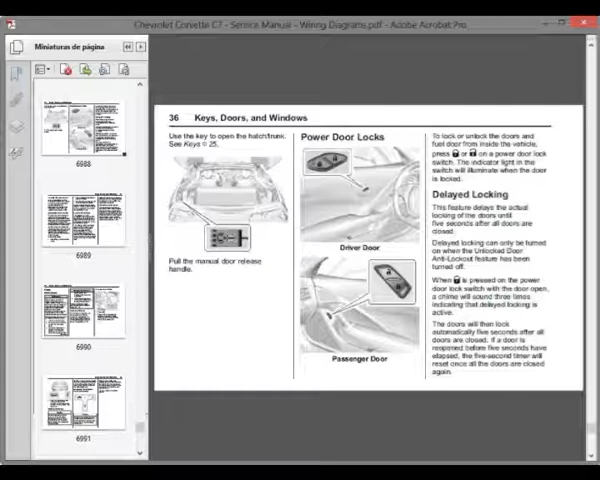 Chevrolet Corvette C7 - Service Manual - Wiring Diagrams.pdf - Adobe Acrobat Pro
Miniaturas de página
6988
6989
6990
6991
36 Keys, Doors, and Windows
Use the key to open the hatch/trunk.
See Keys 25.
Pull the manual door release
handle.
Power Door Locks
Driver Door
Passenger Door
To lock or unlock the doors and
fuel door from inside the vehicle,
press or on a power door lock
switch. The indicator light in the
switch will illuminate when the door
is locked.
Delayed Locking
This feature delays the actual
locking of the doors until
five seconds after all doors are
closed.
Delayed locking can only be turned
on when the Unlocked Door
Anti-Lockout feature has been
turned off.
When is pressed on the power
door lock switch with the door open,
a chime will sound three times
indicating that delayed locking is
active.
The doors will then lock
automatically five seconds after all
doors are closed. If a door is
reopened before five seconds have
elapsed, the five-second timer will
reset once all the doors are closed
again.